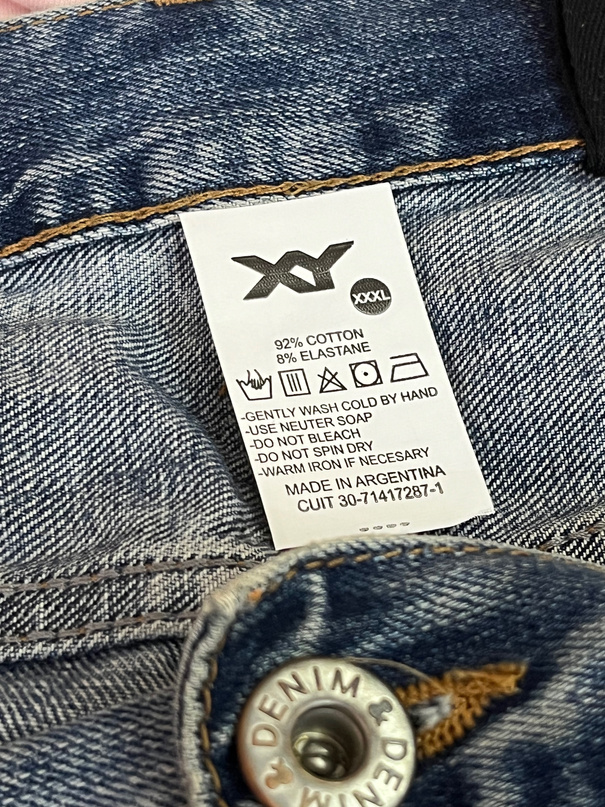 XY
XXXL
92% COTTON
8% ELASTANE
-GENTLY WASH COLD BY HAND
-USE NEUTER SOAP
-DO NOT BLEACH
-DO NOT SPIN DRY
-WARM IRON IF NECESARY
MADE IN ARGENTINA
CUIT 30-71417287-1
DENIM & DENIM